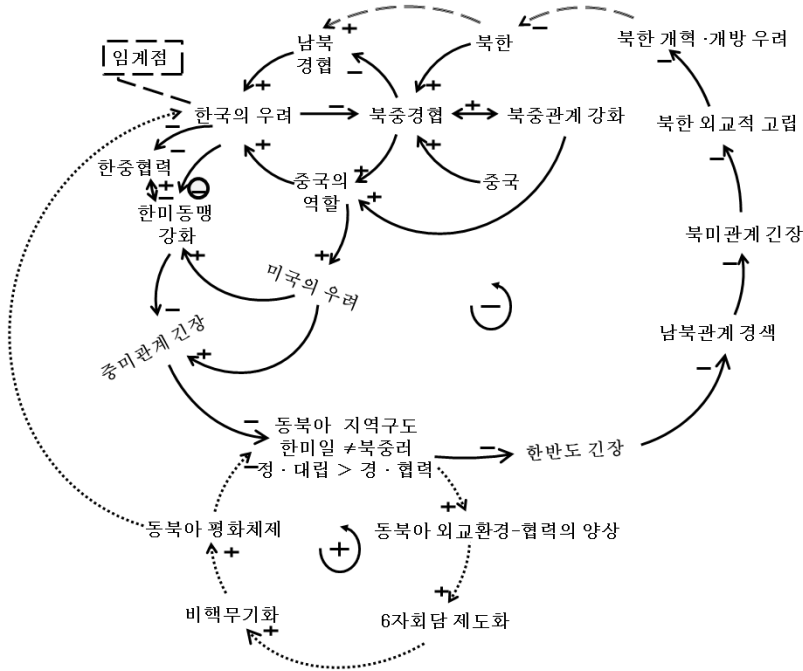 북한 개혁·개방 우려
남북
경협
북한
임계점
한국의 우려
북중경협
북중관계 강화
북한 외교적 고립
한중협력
중국의
역할
중국
한미동맹
강화
북미관계 긴장
미국의 우려
중미관계 긴장
남북관계 경색
동북아 지역구도
한미일 ≠북중러
정·대립 > 경·협력
한반도 긴장
동북아 평화체제
동북아 외교환경-협력의 양상
비핵무기화
6자회담 제도화